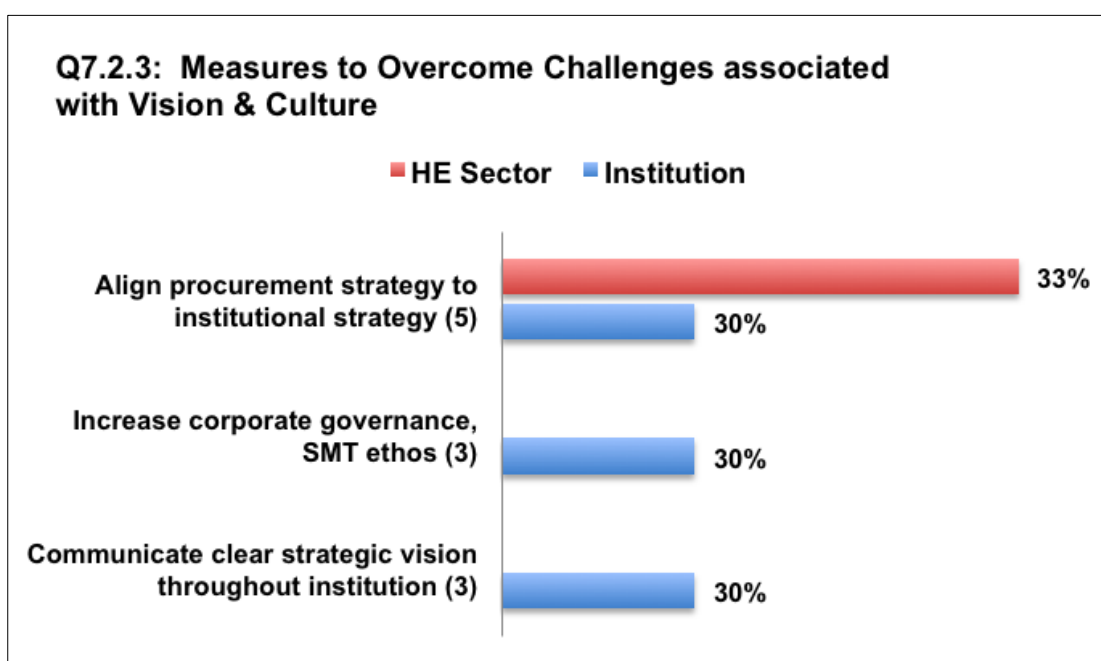 Q7.2.3: Measures to Overcome Challenges associated
with Vision & Culture
HE Sector Institution
Align procurement strategy to
institutional strategy (5)
33%
30%
Increase corporate governance,
SMT ethos (3)
30%
Communicate clear strategic vision
throughout institution (3)
30%